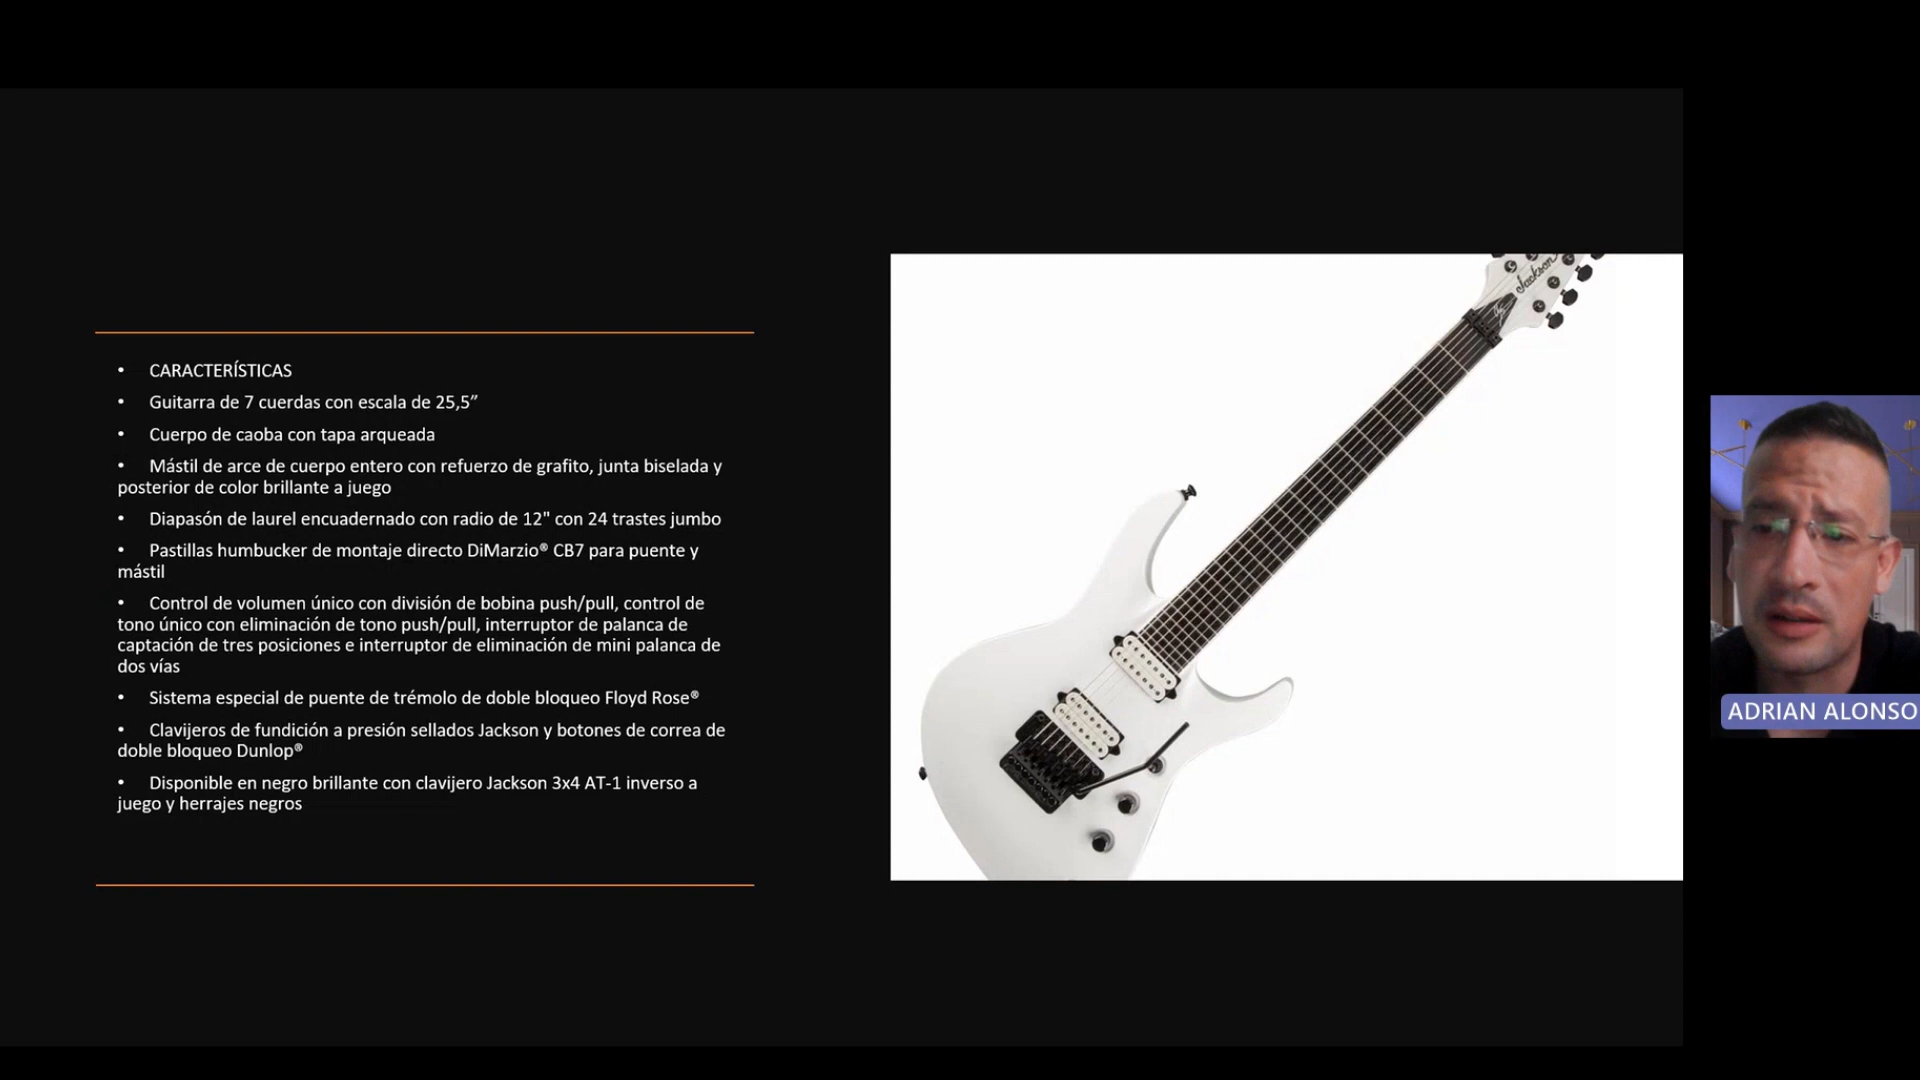 • CARACTERÍSTICAS
• Guitarra de 7 cuerdas con escala de 25,5”
• Cuerpo de caoba con tapa arqueada
• Mástil de arce de cuerpo entero con refuerzo de grafito, junta biselada y
posterior de color brillante a juego
• Diapasón de laurel encuadernado con radio de 12" con 24 trastes jumbo
• Pastillas humbucker de montaje directo DiMarzio® CB7 para puente y
mástil
• Control de volumen único con división de bobina push/pull, control de
tono único con eliminación de tono push/pull, interruptor de palanca de
captación de tres posiciones e interruptor de eliminación de mini palanca de
dos vías
• Sistema especial de puente de trémolo de doble bloqueo Floyd Rose®
• Clavijeros de fundición a presión sellados Jackson y botones de correa de
doble bloqueo Dunlop®
• Disponible en negro brillante con clavijero Jackson 3x4 AT-1 inverso a
juego y herrajes negros
Jackson
ADRIAN ALONSO